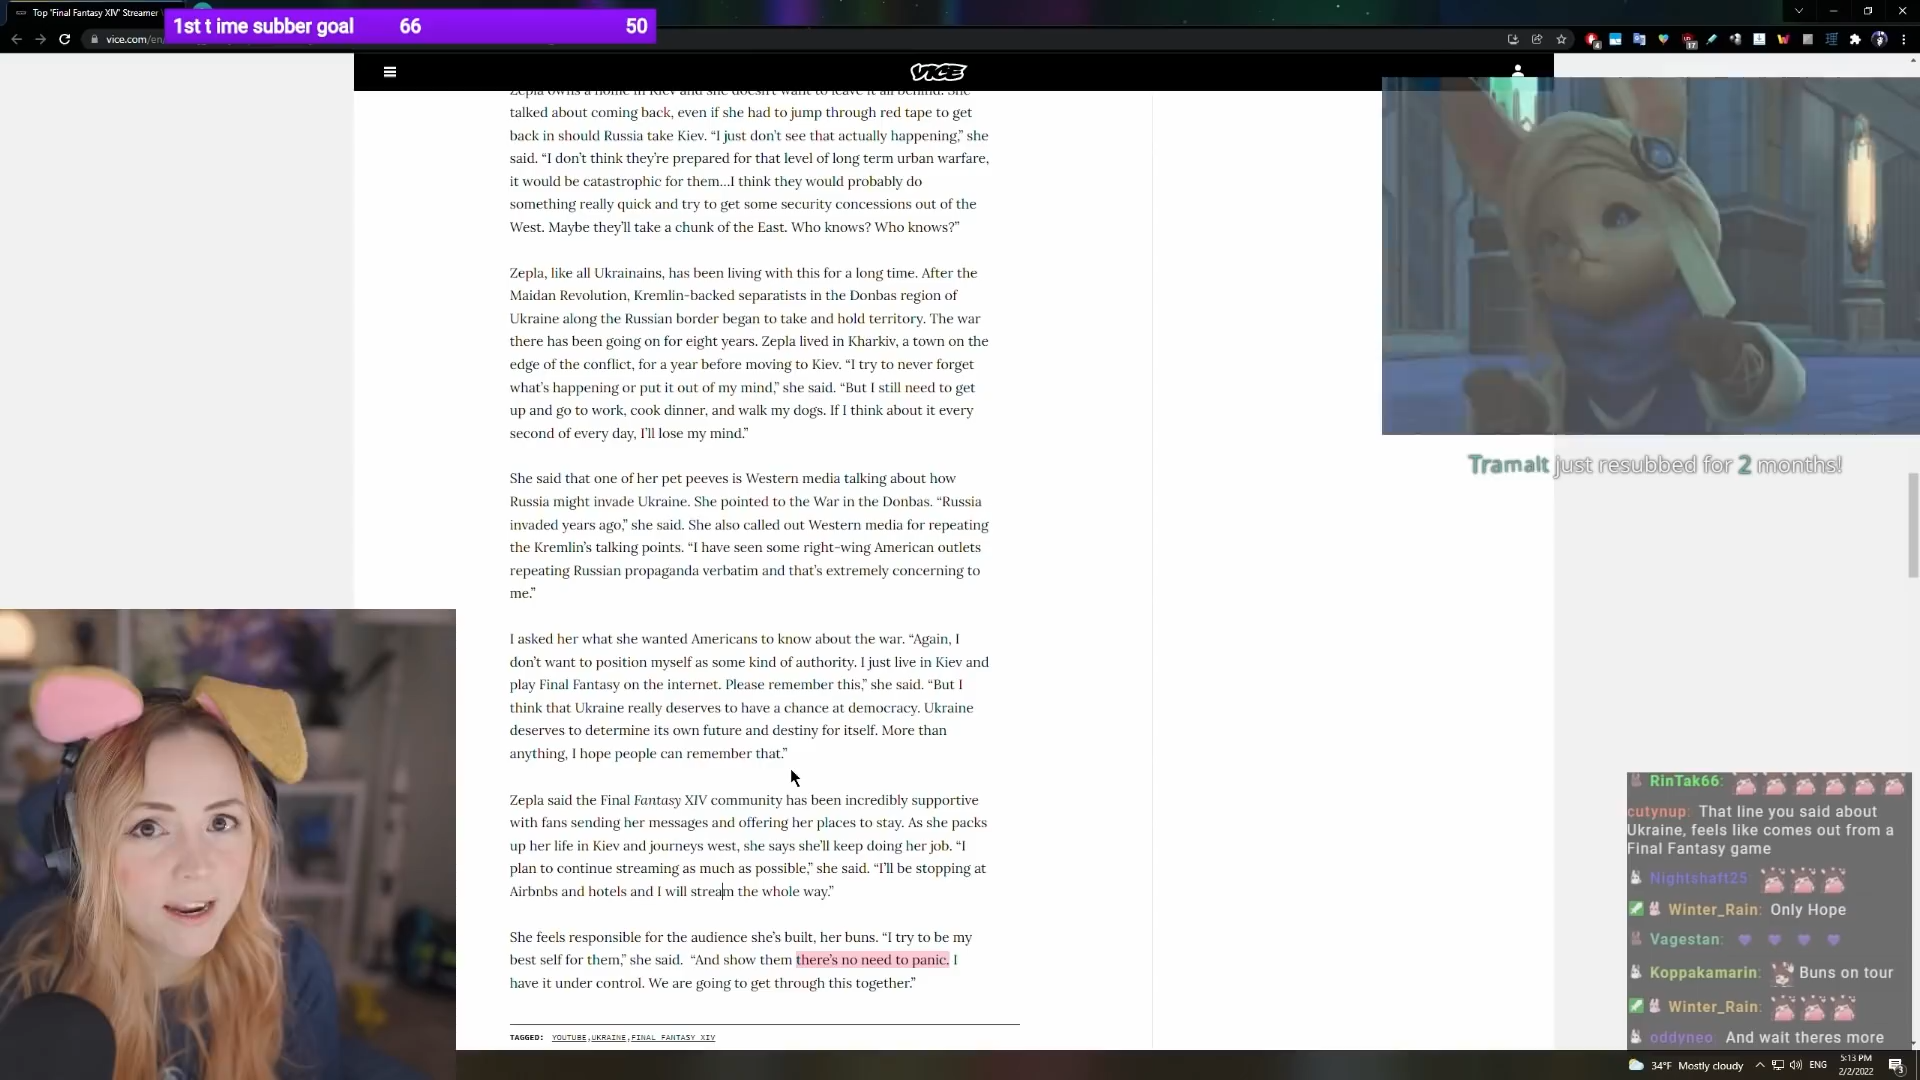 Top 'Final Fantasy XIV' Streamer
1st t ime subber goal 66 50
vice.com/en
VICE
Zepla owns a home in Kiev and she doesn't want to leave it all behind. She
talked about coming back, even if she had to jump through red tape to get
back in should Russia take Kiev. “I just don’t see that actually happening,” she
said. “I don’t think they’re prepared for that level of long term urban warfare,
it would be catastrophic for them…I think they would probably do
something really quick and try to get some security concessions out of the
West. Maybe they’ll take a chunk of the East. Who knows? Who knows?”
Zepla, like all Ukrainains, has been living with this for a long time. After the
Maidan Revolution, Kremlin-backed separatists in the Donbas region of
Ukraine along the Russian border began to take and hold territory. The war
there has been going on for eight years. Zepla lived in Kharkiv, a town on the
edge of the conflict, for a year before moving to Kiev. “I try to never forget
what’s happening or put it out of my mind,” she said. “But I still need to get
up and go to work, cook dinner, and walk my dogs. If I think about it every
second of every day, I’ll lose my mind.”
She said that one of her pet peeves is Western media talking about how
Russia might invade Ukraine. She pointed to the War in the Donbas. “Russia
invaded years ago,” she said. She also called out Western media for repeating
the Kremlin’s talking points. “I have seen some right-wing American outlets
repeating Russian propaganda verbatim and that’s extremely concerning to
me.”
I asked her what she wanted Americans to know about the war. “Again, I
don’t want to position myself as some kind of authority. I just live in Kiev and
play Final Fantasy on the internet. Please remember this,” she said. “But I
think that Ukraine really deserves to have a chance at democracy. Ukraine
deserves to determine its own future and destiny for itself. More than
anything, I hope people can remember that.”
Zepla said the Final Fantasy XIV community has been incredibly supportive
with fans sending her messages and offering her places to stay. As she packs
up her life in Kiev and journeys west, she says she’ll keep doing her job. “I
plan to continue streaming as much as possible,” she said. “I’ll be stopping at
Airbnbs and hotels and I will stream the whole way.”
She feels responsible for the audience she’s built, her buns. “I try to be my
best self for them,” she said. “And show them there’s no need to panic. I
have it under control. We are going to get through this together.”
TAGGED: YOUTUBE,UKRAINE,FINAL FANTASY XIV
Tramalt just resubbed for 2 months!
RinTak66:
cutynup: That line you said about
Ukraine, feels like comes out from a
Final Fantasy game
Nightshaft25
Winter_Rain: Only Hope
Vagestan:
Koppakamarin: Buns on tour
Winter_Rain:
oddyneo: And wait theres more
34°F Mostly cloudy ENG
5:13 PM
2/2/2022